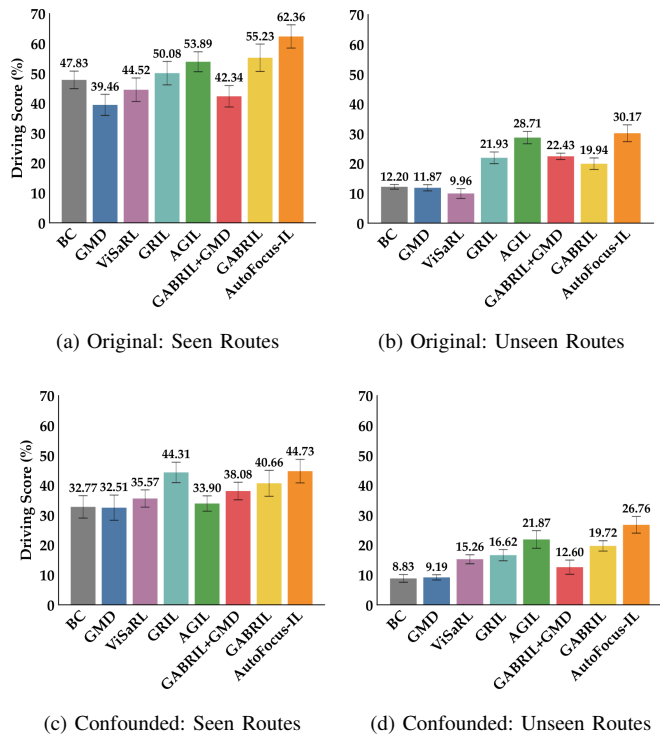 70
60
50
40
30
20
10
0
Driving Score (%)
47.83
39.46
44.52
50.08
53.89
42.34
55.23
62.36
BC
GMD
ViSaRL
GRIL
AGIL
GABRIL+GMD
GABRIL
AutoFocus-IL
(a) Original: Seen Routes
70
60
50
40
30
20
10
0
12.20
11.87
9.96
21.93
28.71
22.43
19.94
30.17
BC
GMD
ViSaRL
GRIL
AGIL
GABRIL+GMD
GABRIL
AutoFocus-IL
(b) Original: Unseen Routes
70
60
50
40
30
20
10
0
Driving Score (%)
32.77
32.51
35.57
44.31
33.90
38.08
40.66
44.73
BC
GMD
ViSaRL
GRIL
AGIL
GABRIL+GMD
GABRIL
AutoFocus-IL
(c) Confounded: Seen Routes
70
60
50
40
30
20
10
0
8.83
9.19
15.26
16.62
21.87
12.60
19.72
26.76
BC
GMD
ViSaRL
GRIL
AGIL
GABRIL+GMD
GABRIL
AutoFocus-IL
(d) Confounded: Unseen Routes